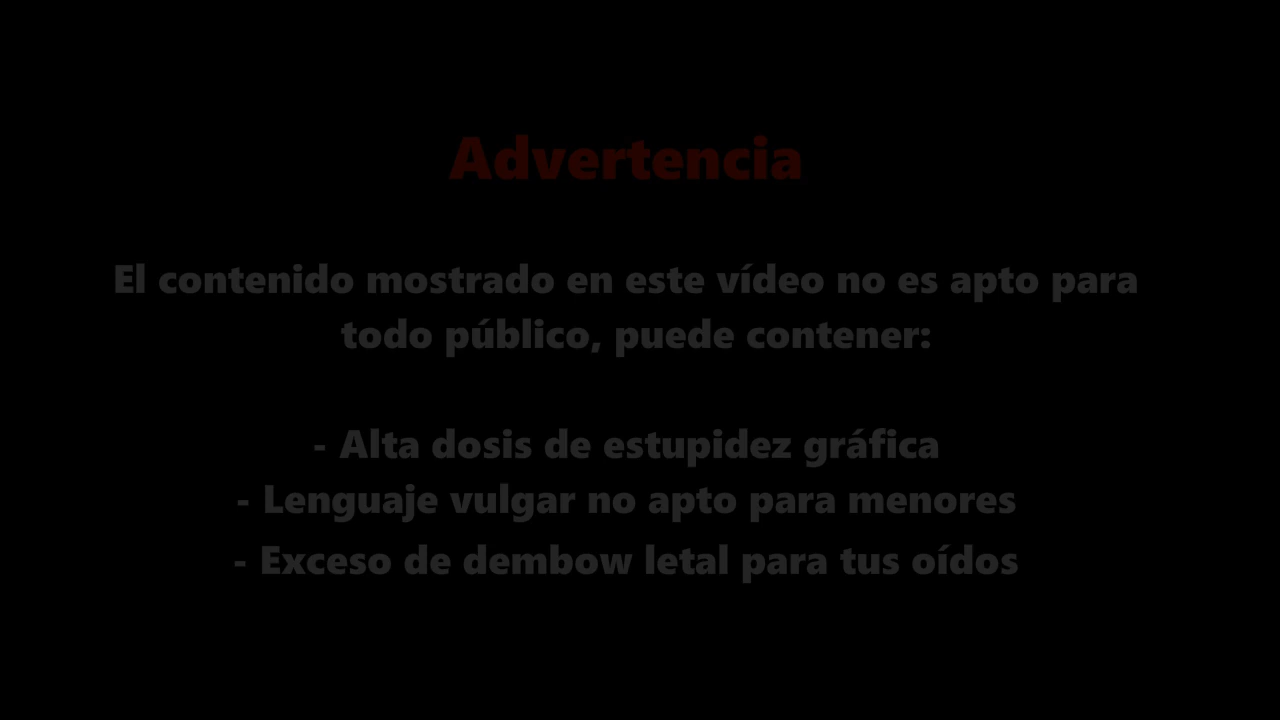 Advertencia
El contenido mostrado en este vídeo no es apto para
todo público, puede contener:
- Alta dosis de estupidez gráfica
- Lenguaje vulgar no apto para menores
- Exceso de dembow letal para tus oídos